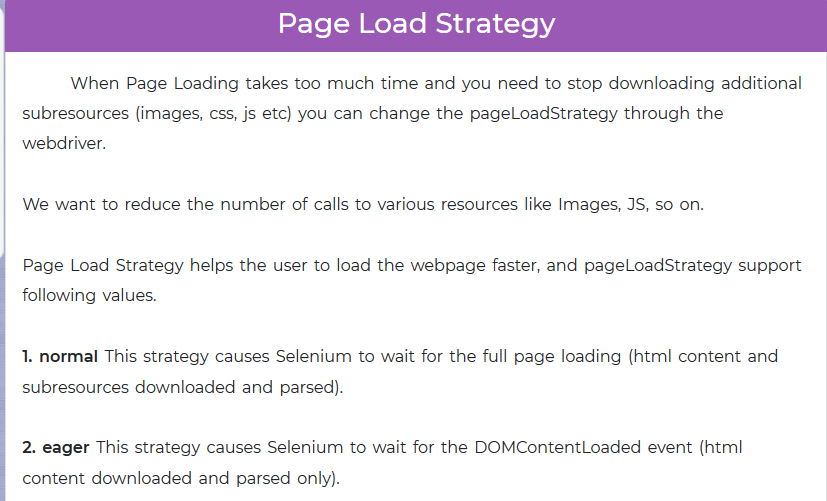 Page Load Strategy
When Page Loading takes too much time and you need to stop downloading additional
subresources (images, css, js etc) you can change the pageLoadStrategy through the
webdriver.
We want to reduce the number of calls to various resources like Images, JS, so on.
Page Load Strategy helps the user to load the webpage faster, and pageLoadStrategy support
following values.
1. normal This strategy causes Selenium to wait for the full page loading (html content and
subresources downloaded and parsed).
2. eager This strategy causes Selenium to wait for the DOMContentLoaded event (html
content downloaded and parsed only).